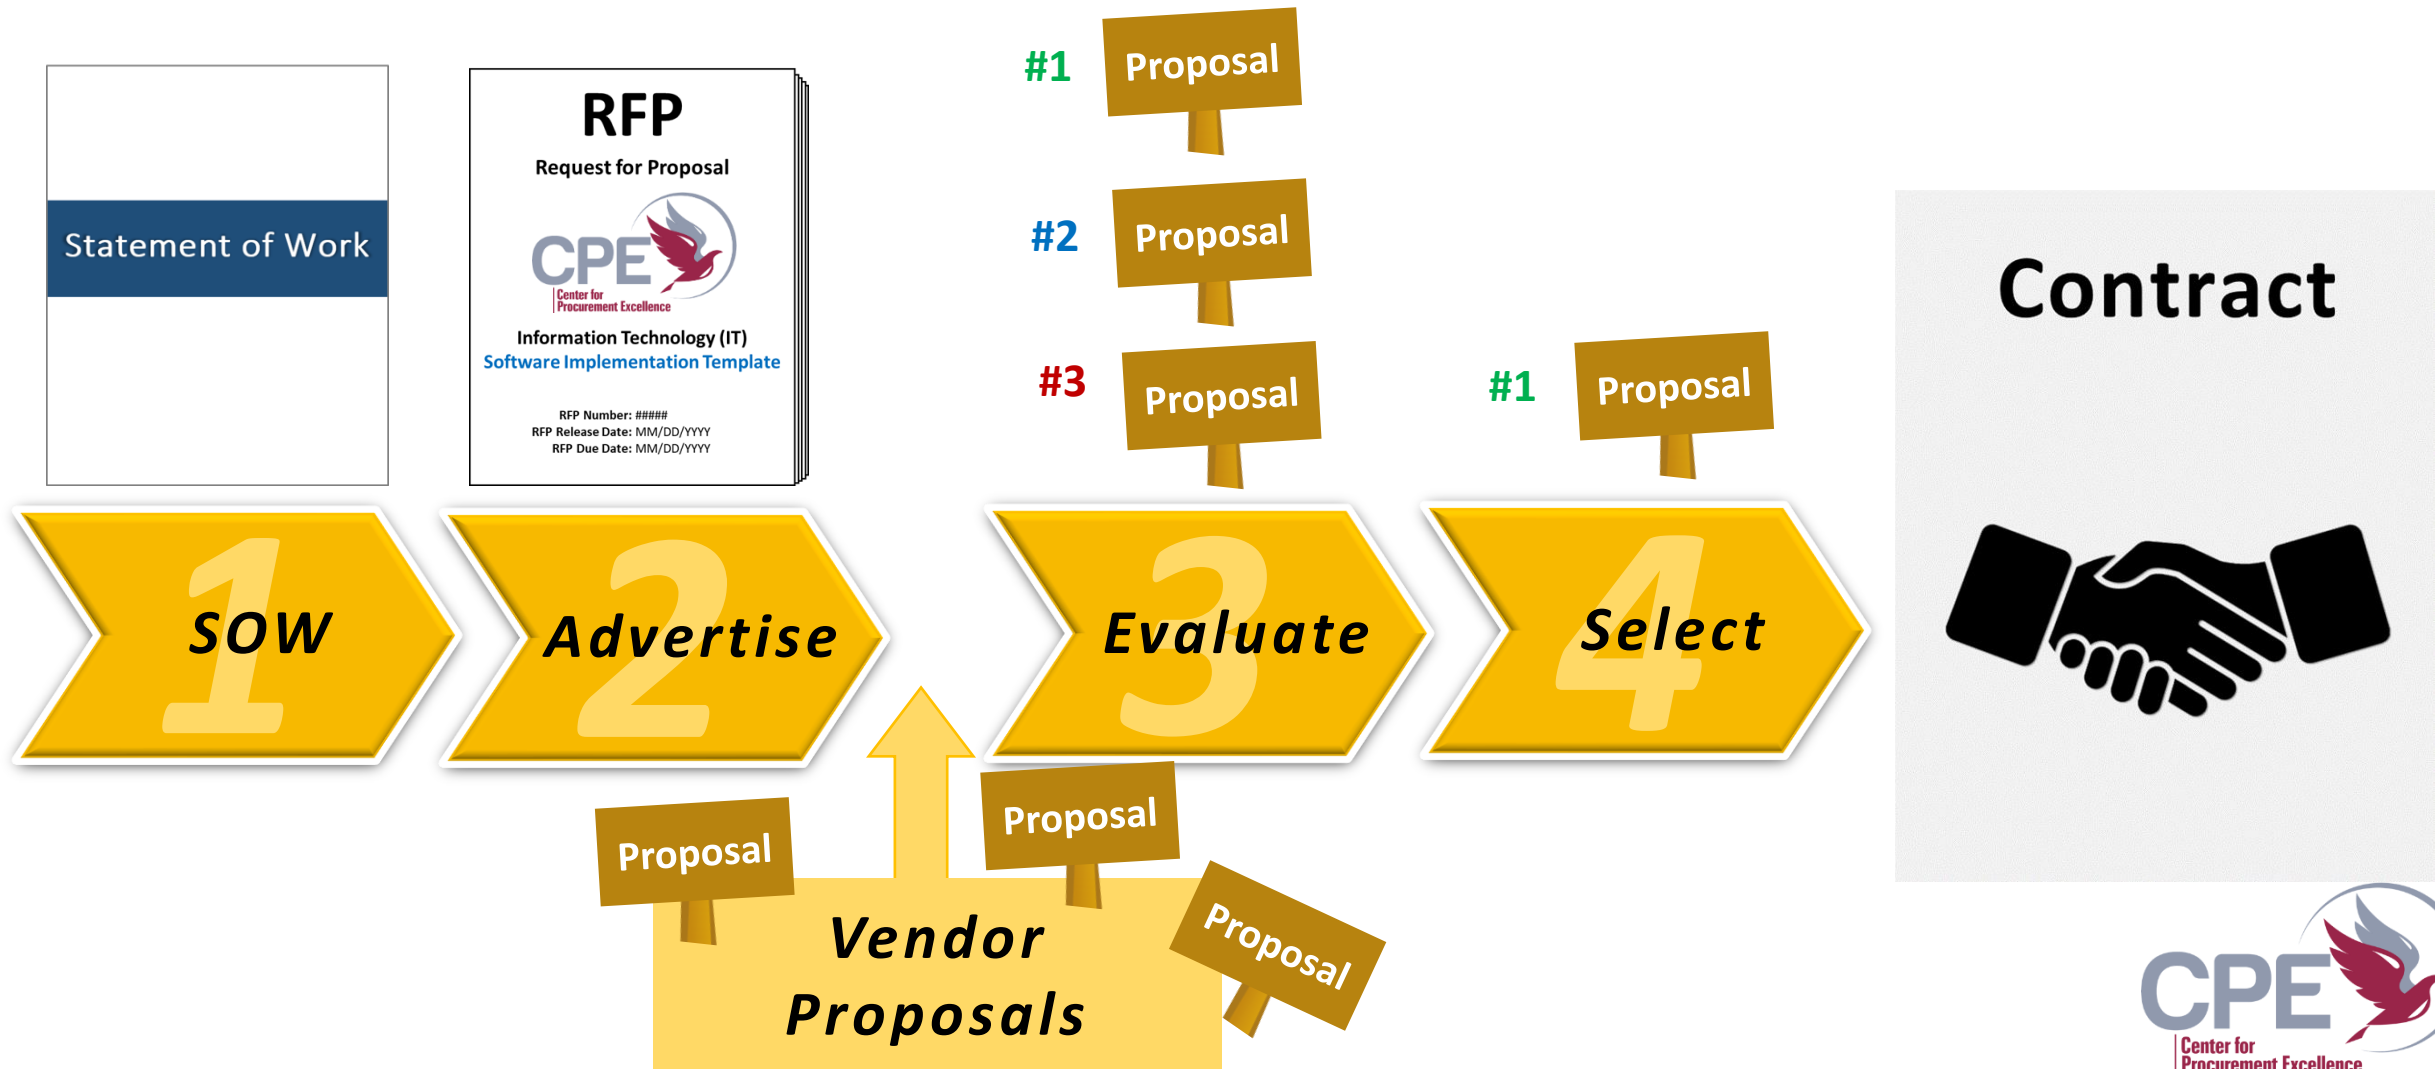 Statement of Work
RFP
Request for Proposal
CPE
Center for
Procurement Excellence
Information Technology (IT)
Software Implementation Template
RFP Number: #####
RFP Release Date: MM/DD/YYYY
RFP Due Date: MM/DD/YYYY
#1 Proposal
#2 Proposal
#3 Proposal
#1 Proposal
Contract
1
SOW
2
Advertise
3
Evaluate
4
Select
Proposal
Proposal
Proposal
Vendor
Proposals
CPE
Center for
Procurement Excellence